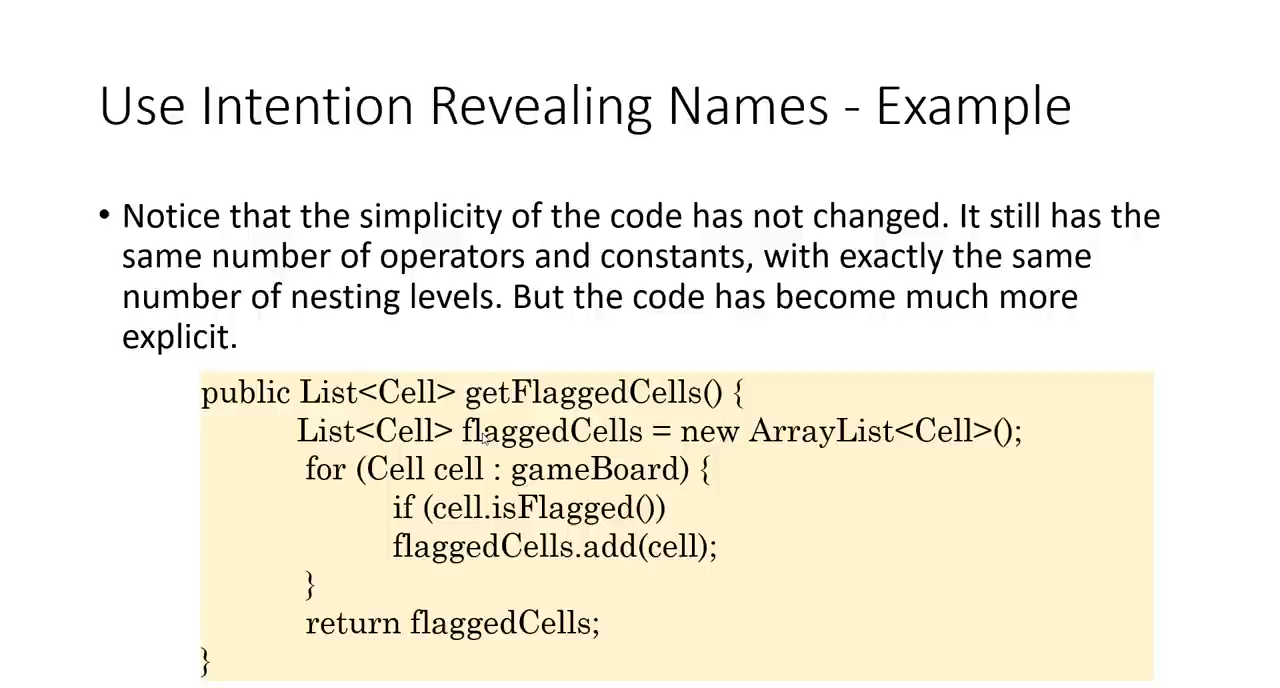 Use Intention Revealing Names - Example
• Notice that the simplicity of the code has not changed. It still has the
same number of operators and constants, with exactly the same
number of nesting levels. But the code has become much more
explicit.
public List<Cell> getFlaggedCells() {
List<Cell> flaggedCells = new ArrayList<Cell>();
for (Cell cell : gameBoard) {
if (cell.isFlagged())
flaggedCells.add(cell);
}
return flaggedCells;
}